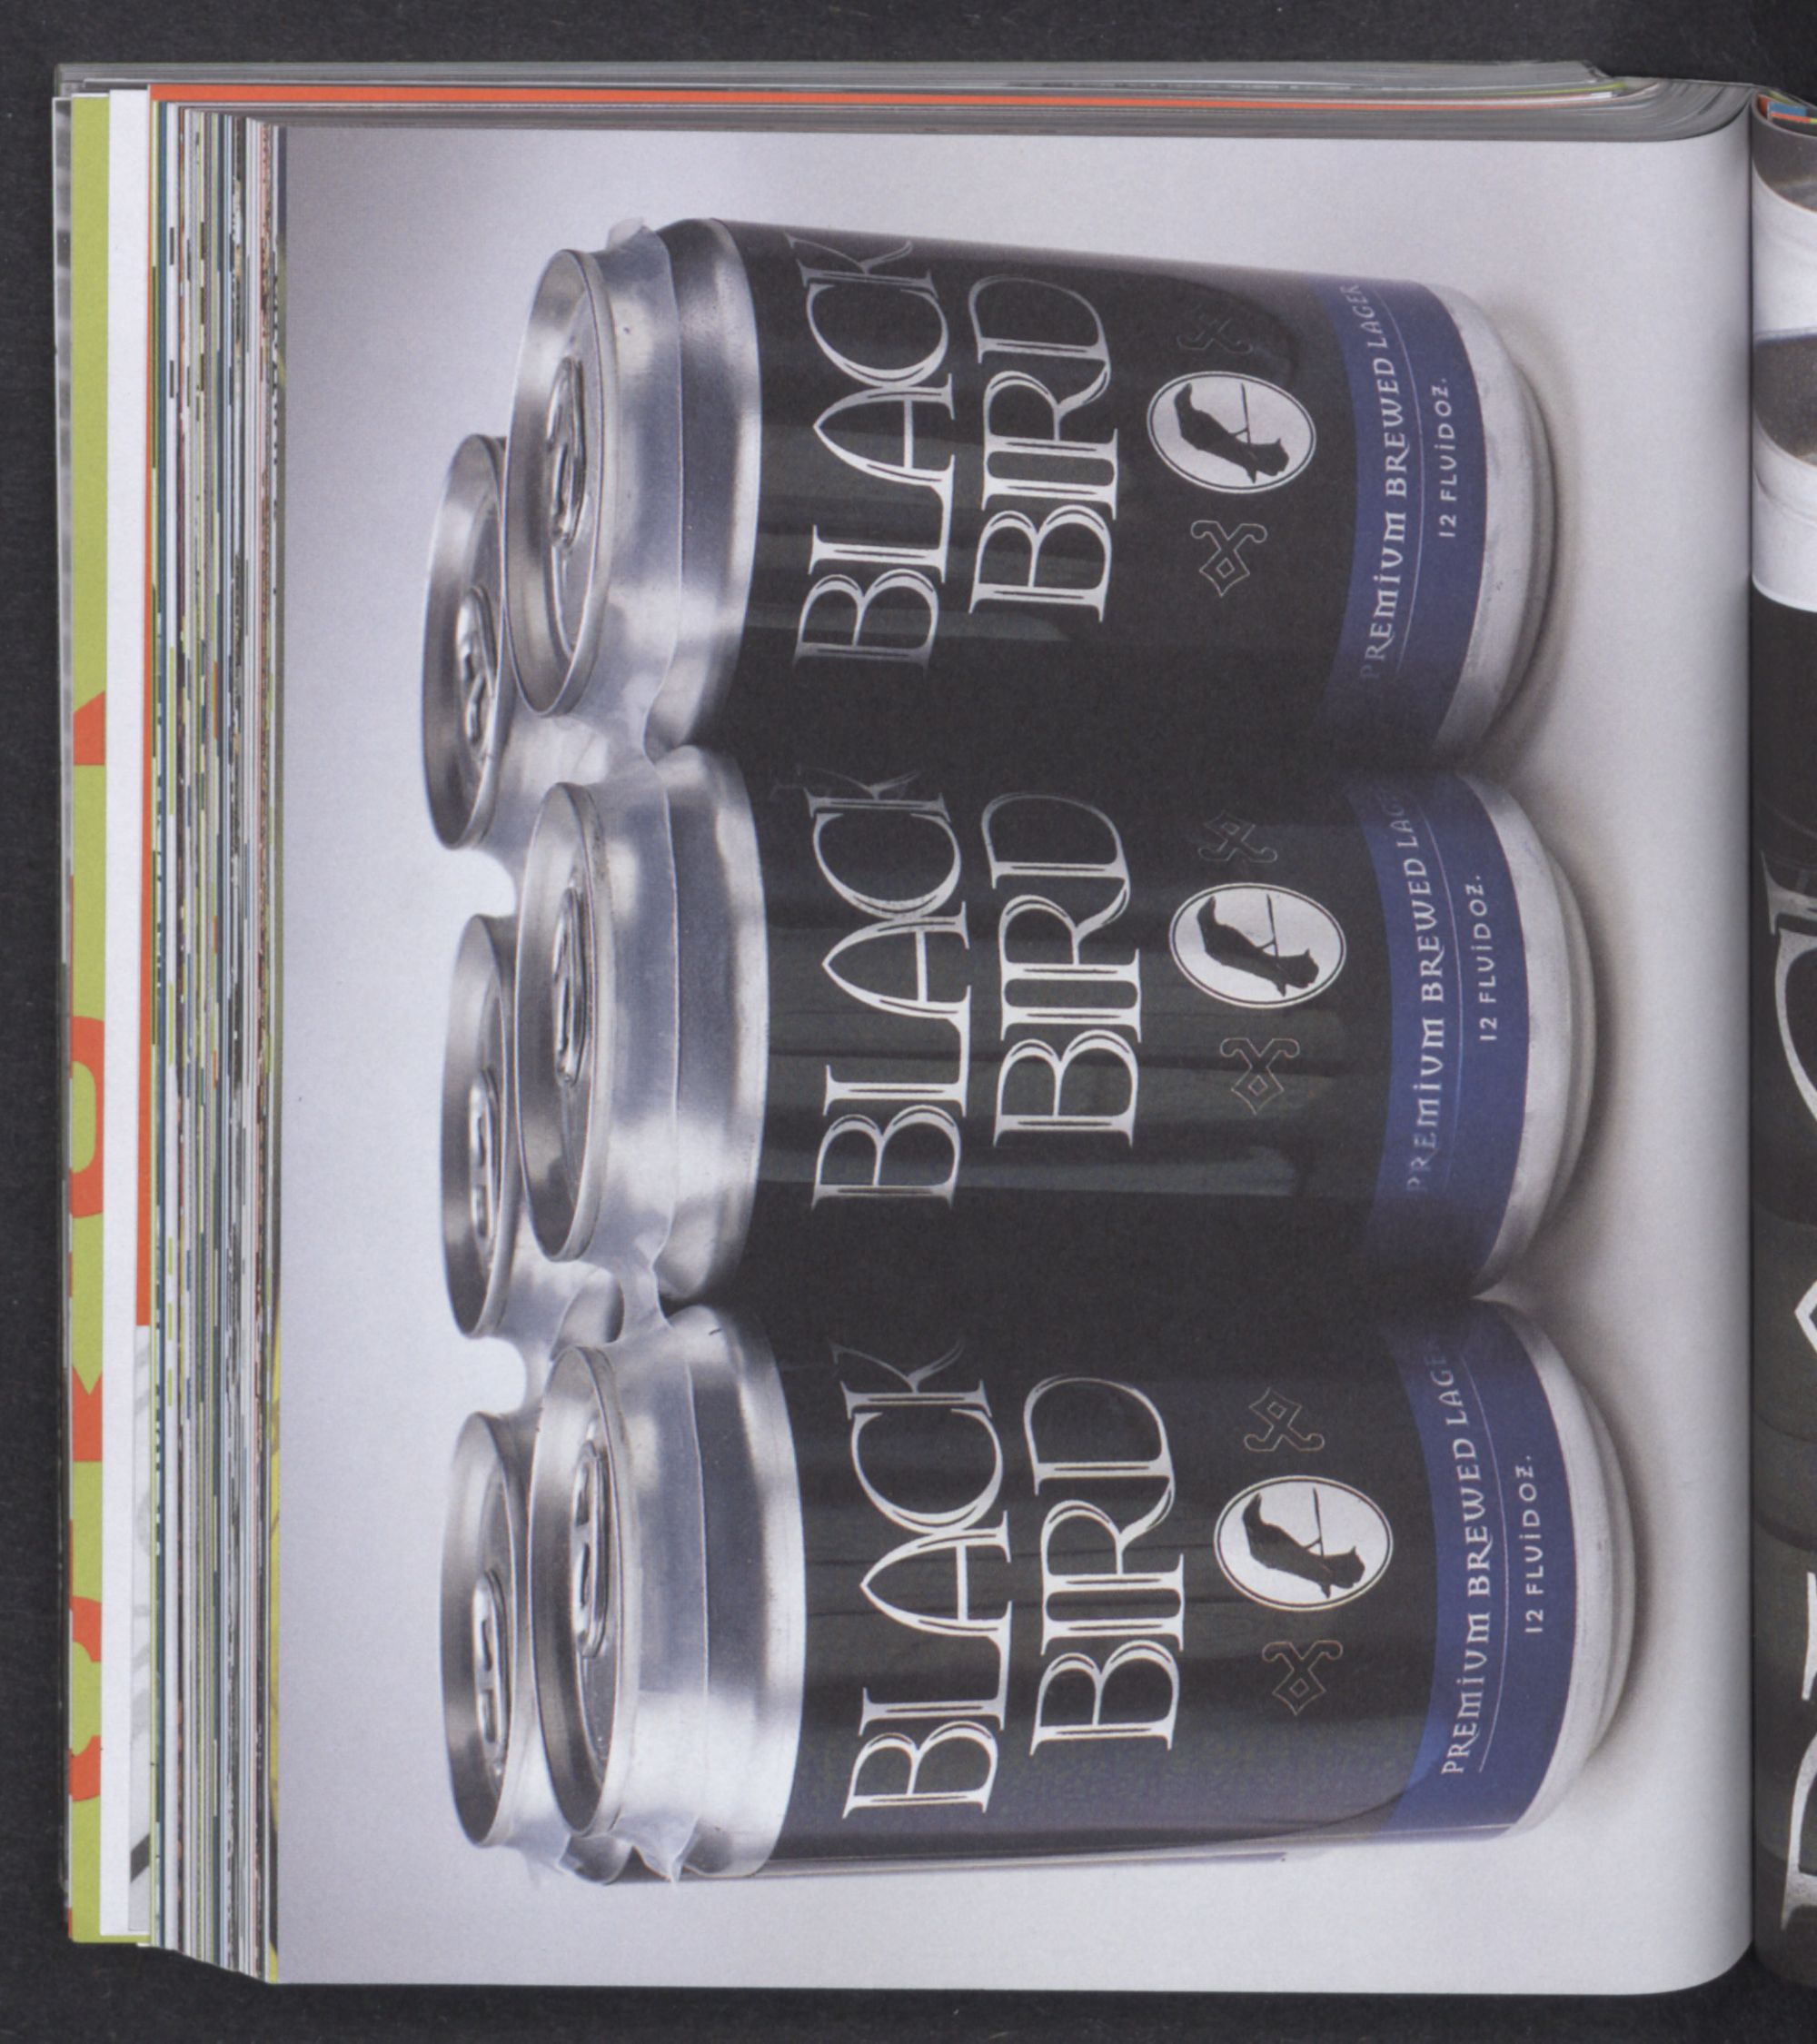 BLACK
BIRD
PREMIUM BREWED LAGER
12 FLUID OZ.
BLACK
BIRD
PREMIUM BREWED LAGE
12 FLUID OZ.
BLACK
BIRD
PREMIUM BREWED LAGER
12 FLUID OZ.